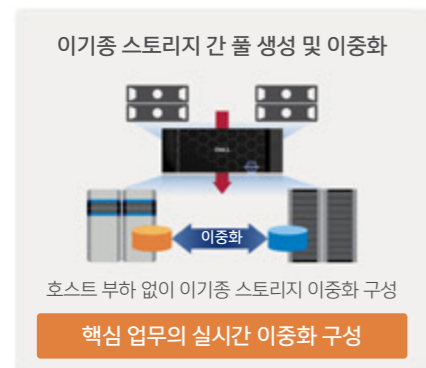 이기종 스토리지 간 풀 생성 및 이중화
DELL
이중화
호스트 부하 없이 이기종 스토리지 이중화 구성
핵심 업무의 실시간 이중화 구성